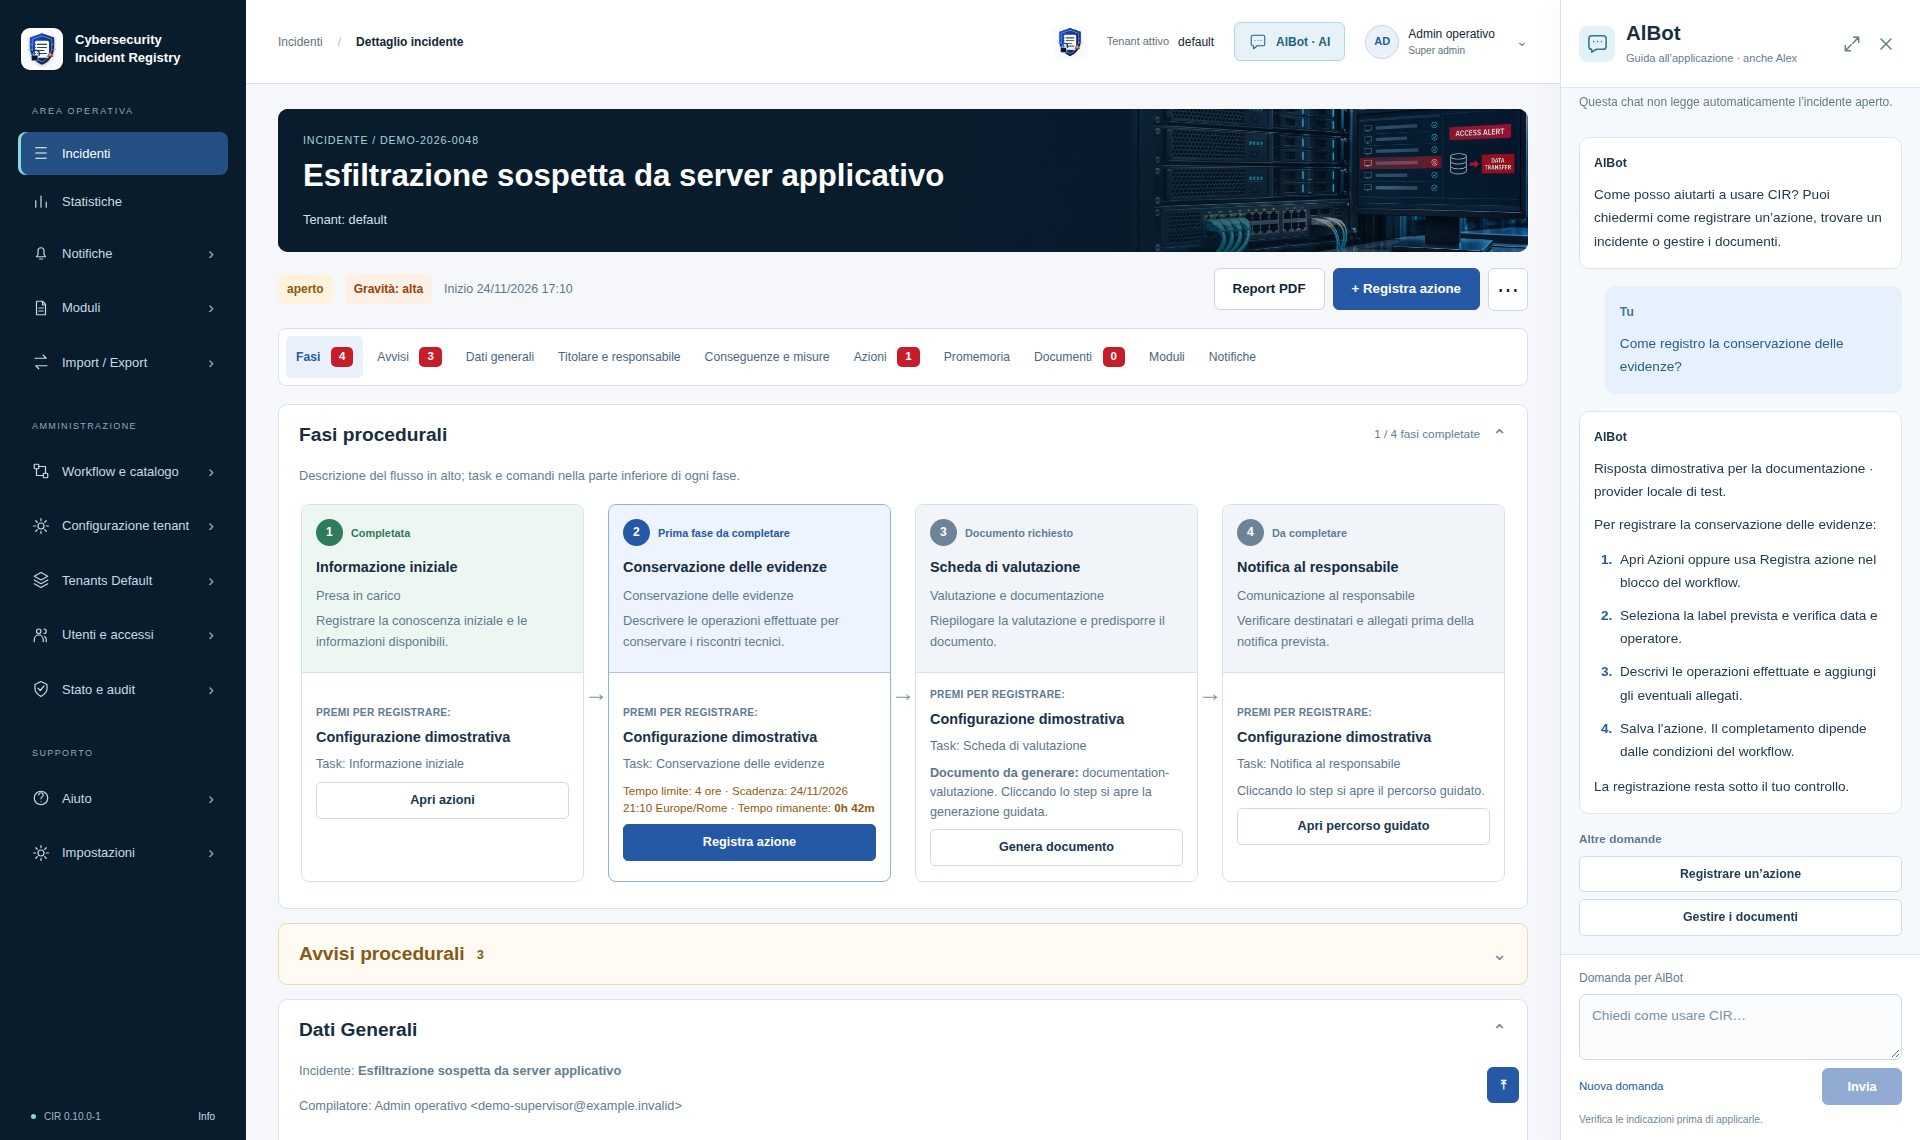 Cybersecurity
Incident Registry
AREA OPERATIVA
Incidenti
Statistiche
Notifiche
Moduli
Import / Export
AMMINISTRAZIONE
Workflow e catalogo
Configurazione tenant
Tenants Default
Utenti e accessi
Stato e audit
SUPPORTO
Aiuto
Impostazioni
CIR 0.10.0-1 Info
Incidenti / Dettaglio incidente
Tenant attivo default
AlBot · AI
AD
Admin operativo
Super admin
INCIDENTE / DEMO-2026-0048
Esfiltrazione sospetta da server applicativo
Tenant: default
ACCESS ALERT
DATA
TRANSFER
aperto Gravità: alta Inizio 24/11/2026 17:10
Report PDF + Registra azione ...
Fasi 4 Avvisi 3 Dati generali Titolare e responsabile Conseguenze e misure Azioni 1 Promemoria Documenti 0 Moduli Notifiche
Fasi procedurali
1 / 4 fasi completate
Descrizione del flusso in alto; task e comandi nella parte inferiore di ogni fase.
1 Completata
Informazione iniziale
Presa in carico
Registrare la conoscenza iniziale e le
informazioni disponibili.
PREMI PER REGISTRARE:
Configurazione dimostrativa
Task: Informazione iniziale
Apri azioni
→
2 Prima fase da completare
Conservazione delle evidenze
Conservazione delle evidenze
Descrivere le operazioni effettuate per
conservare i riscontri tecnici.
PREMI PER REGISTRARE:
Configurazione dimostrativa
Task: Conservazione delle evidenze
Tempo limite: 4 ore · Scadenza: 24/11/2026
21:10 Europe/Rome · Tempo rimanente: 0h 42m
Registra azione
→
3 Documento richiesto
Scheda di valutazione
Valutazione e documentazione
Riepilogare la valutazione e predisporre il
documento.
PREMI PER REGISTRARE:
Configurazione dimostrativa
Task: Scheda di valutazione
Documento da generare: documentation-
valutazione. Cliccando lo step si apre la
generazione guidata.
Genera documento
→
4 Da completare
Notifica al responsabile
Comunicazione al responsabile
Verificare destinatari e allegati prima della
notifica prevista.
PREMI PER REGISTRARE:
Configurazione dimostrativa
Task: Notifica al responsabile
Cliccando lo step si apre il percorso guidato.
Apri percorso guidato
Avvisi procedurali 3
Dati Generali
Incidente: Esfiltrazione sospetta da server applicativo
Compilatore: Admin operativo <demo-supervisor@example.invalid>
AlBot
Guida all'applicazione · anche Alex
Questa chat non legge automaticamente l'incidente aperto.
AlBot
Come posso aiutarti a usare CIR? Puoi
chiedermi come registrare un'azione, trovare un
incidente o gestire i documenti.
Tu
Come registro la conservazione delle
evidenze?
AlBot
Risposta dimostrativa per la documentazione ·
provider locale di test.
Per registrare la conservazione delle evidenze:
1. Apri Azioni oppure usa Registra azione nel
blocco del workflow.
2. Seleziona la label prevista e verifica data e
operatore.
3. Descrivi le operazioni effettuate e aggiungi
gli eventuali allegati.
4. Salva l'azione. Il completamento dipende
dalle condizioni del workflow.
La registrazione resta sotto il tuo controllo.
Altre domande
Registrare un'azione
Gestire i documenti
Domanda per AlBot
Chiedi come usare CIR…
Nuova domanda Invia
Verifica le indicazioni prima di applicarle.